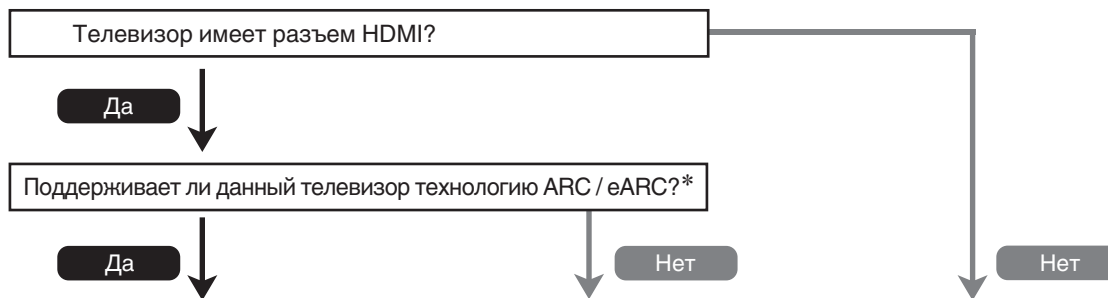 Телевизор имеет разъем HDMI?
Да
Поддерживает ли данный телевизор технологию ARC / eARC?*
Да
Нет
Нет